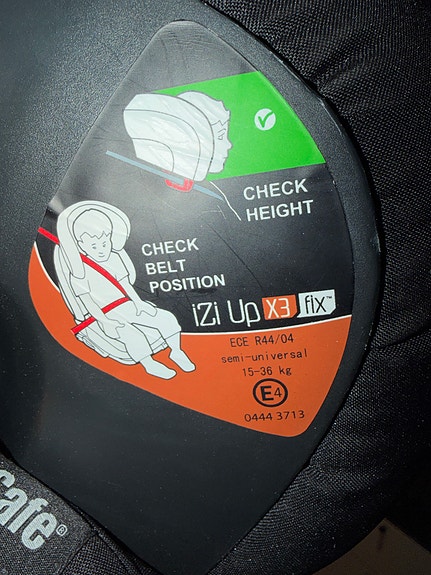 CHECK
HEIGHT
CHECK
BELT
POSITION
iZi Up X3 fix™
ECE R44/04
semi-universal
15-36 kg
E4
0444 3713
Safe®